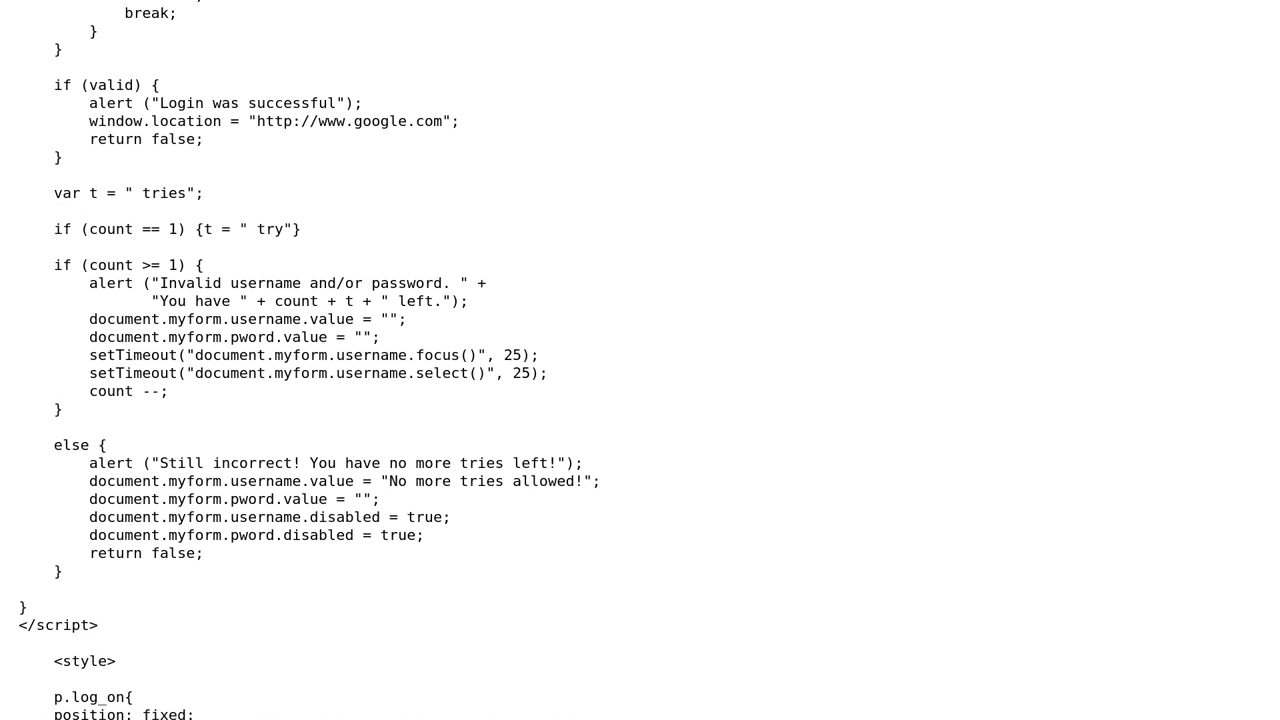 break;
        }
    }

    if (valid) {
        alert ("Login was successful");
        window.location = "http://www.google.com";
        return false;
    }

    var t = " tries";

    if (count == 1) {t = " try"}

    if (count >= 1) {
        alert ("Invalid username and/or password. " +
               "You have " + count + t + " left.");
        document.myform.username.value = "";
        document.myform.pword.value = "";
        setTimeout("document.myform.username.focus()", 25);
        setTimeout("document.myform.username.select()", 25);
        count --;
    }

    else {
        alert ("Still incorrect! You have no more tries left!");
        document.myform.username.value = "No more tries allowed!";
        document.myform.pword.value = "";
        document.myform.username.disabled = true;
        document.myform.pword.disabled = true;
        return false;
    }

}
</script>

    <style>

    p.log_on{
    position: fixed;